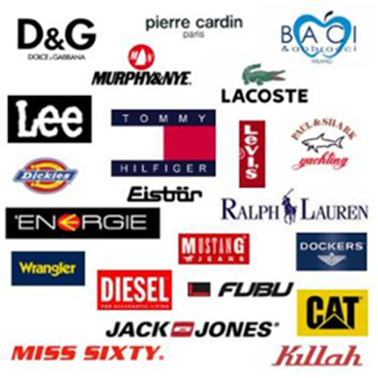 D&G
DOLCE & GABBANA
pierre cardin
paris
BACI
& abbracci
MILANO
MURPHY&NYE®
LACOSTE
Lee
TOMMY
HILFIGER
LEVI'S
PAUL & SHARK
yachting
Dickies
Eisbär
'ENERGIE
RALPH LAUREN
MUSTANG
JEANS
DOCKERS
Wrangler
DIESEL
FOR SUCCESSFUL LIVING
FUBU
CAT
JACK JONES®
MISS SIXTY®
Killah